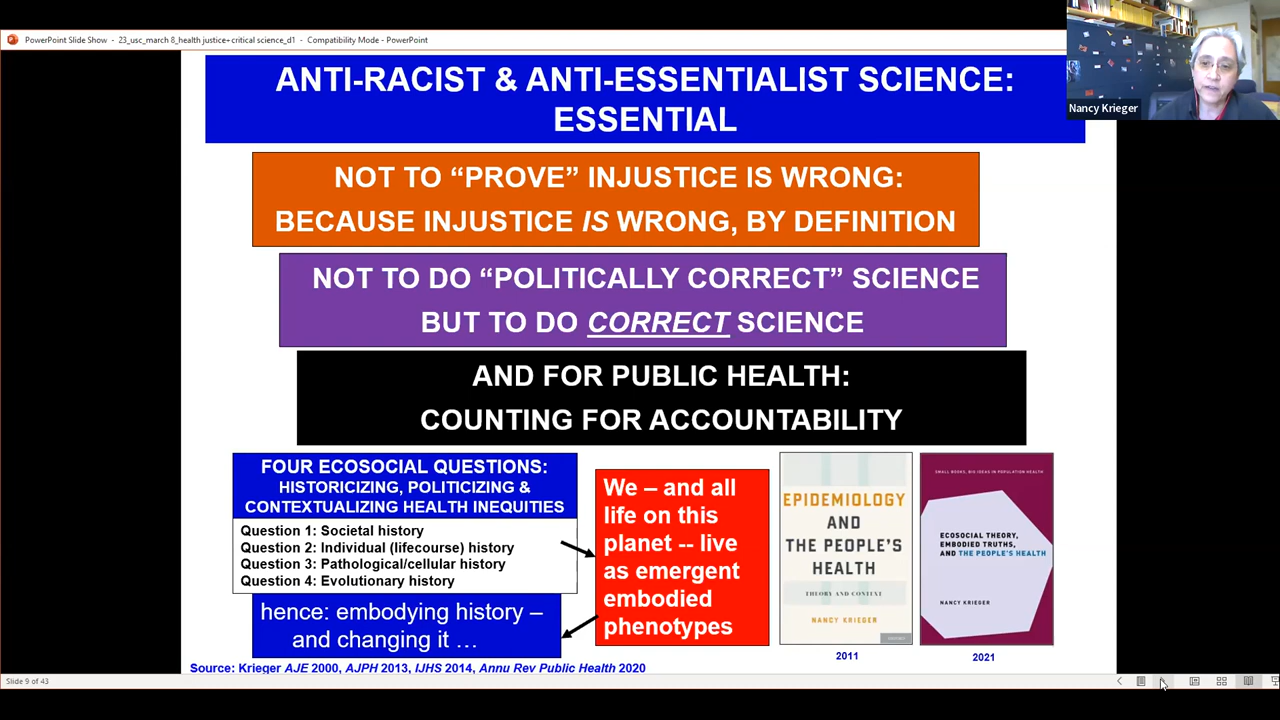 PowerPoint Slide Show - 23_usc_march 8_health justice+critical science_d1 - Compatibility Mode - PowerPoint
Nancy Krieger
ANTI-RACIST & ANTI-ESSENTIALIST SCIENCE:
ESSENTIAL
NOT TO “PROVE” INJUSTICE IS WRONG:
BECAUSE INJUSTICE IS WRONG, BY DEFINITION
NOT TO DO “POLITICALLY CORRECT” SCIENCE
BUT TO DO CORRECT SCIENCE
AND FOR PUBLIC HEALTH:
COUNTING FOR ACCOUNTABILITY
FOUR ECOSOCIAL QUESTIONS:
HISTORICIZING, POLITICIZING &
CONTEXTUALIZING HEALTH INEQUITIES
Question 1: Societal history
Question 2: Individual (lifecourse) history
Question 3: Pathological/cellular history
Question 4: Evolutionary history
hence: embodying history –
and changing it …
We – and all
life on this
planet -- live
as emergent
embodied
phenotypes
EPIDEMIOLOGY
AND
THE PEOPLE'S
HEALTH
THEORY AND CONTEXT
NANCY KRIEGER
2011
SMALL BOOKS, BIG IDEAS IN POPULATION HEALTH
ECOSOCIAL THEORY,
EMBODIED TRUTHS,
AND THE PEOPLE'S HEALTH
NANCY KRIEGER
2021
Source: Krieger AJE 2000, AJPH 2013, IJHS 2014, Annu Rev Public Health 2020
Slide 9 of 43